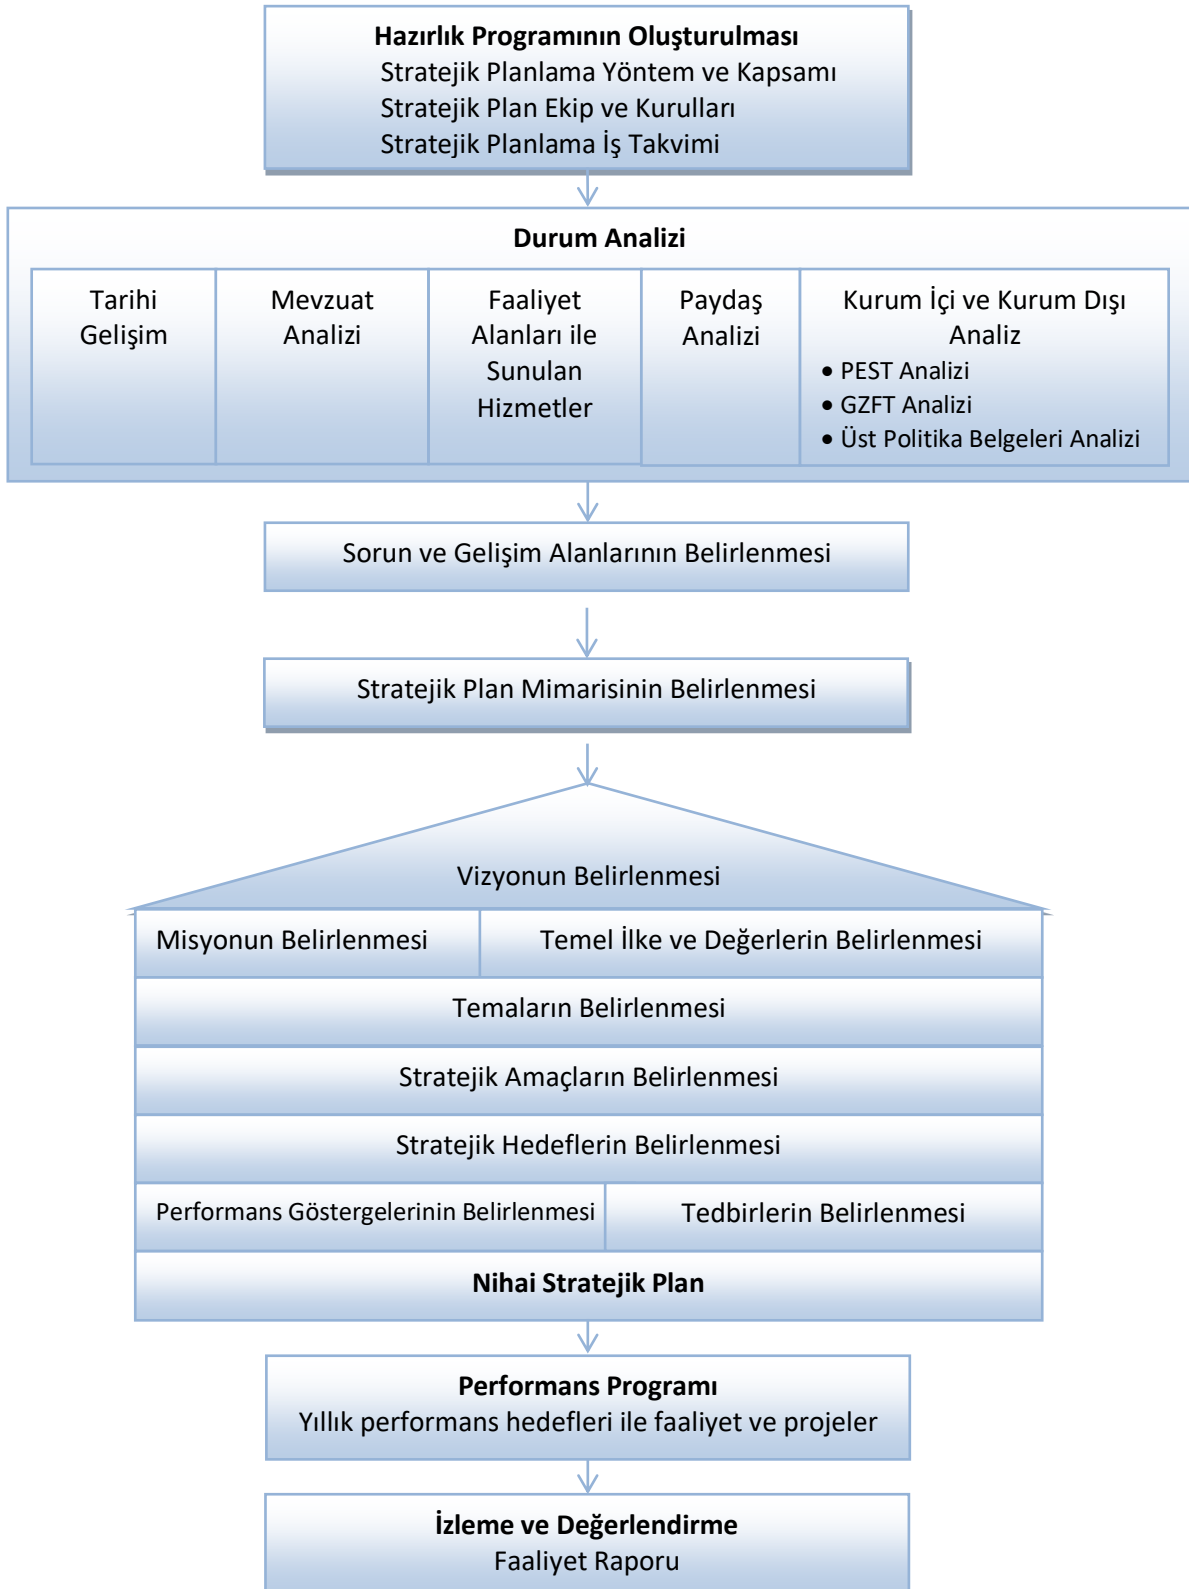 Hazırlık Programının Oluşturulması
Stratejik Planlama Yöntem ve Kapsamı
Stratejik Plan Ekip ve Kurulları
Stratejik Planlama İş Takvimi
Durum Analizi
Tarihi
Gelişim
Mevzuat
Analizi
Faaliyet
Alanları ile
Sunulan
Hizmetler
Paydaş
Analizi
Kurum İçi ve Kurum Dışı
Analiz
• PEST Analizi
• GZFT Analizi
• Üst Politika Belgeleri Analizi
Sorun ve Gelişim Alanlarının Belirlenmesi
Stratejik Plan Mimarisinin Belirlenmesi
Vizyonun Belirlenmesi
Misyonun Belirlenmesi
Temel İlke ve Değerlerin Belirlenmesi
Temaların Belirlenmesi
Stratejik Amaçların Belirlenmesi
Stratejik Hedeflerin Belirlenmesi
Performans Göstergelerinin Belirlenmesi
Tedbirlerin Belirlenmesi
Nihai Stratejik Plan
Performans Programı
Yıllık performans hedefleri ile faaliyet ve projeler
İzleme ve Değerlendirme
Faaliyet Raporu